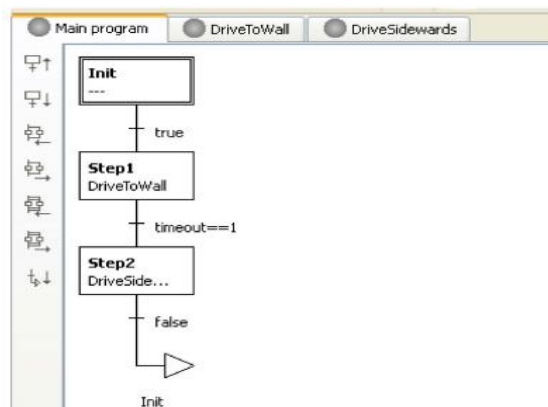 Main program
DriveToWall
DriveSidewards
Init
---
true
Step1
DriveToWall
timeout==1
Step2
DriveSide...
false
Init